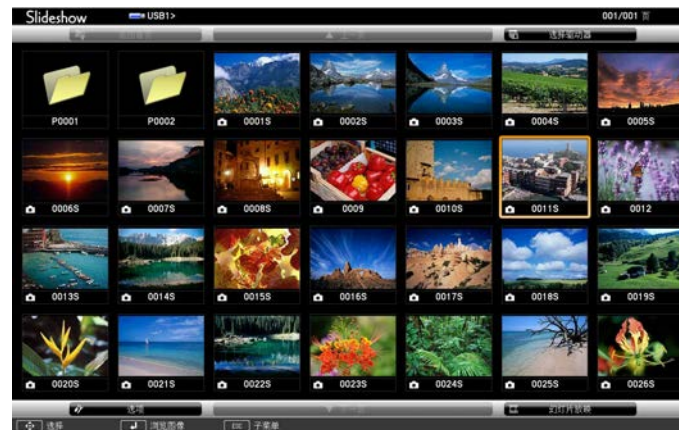 Slideshow USB1> 001/001 页
选择驱动器
P0001 P0002 0001S 0002S 0003S 0004S 0005S
0006S 0007S 0008S 0009 0010S 0011S 0012
0013S 0014S 0015S 0016S 0017S 0018S 0019S
0020S 0021S 0022S 0023S 0024S 0025S 0026S
选项 幻灯片放映
选择 浏览图像 ESC 子菜单